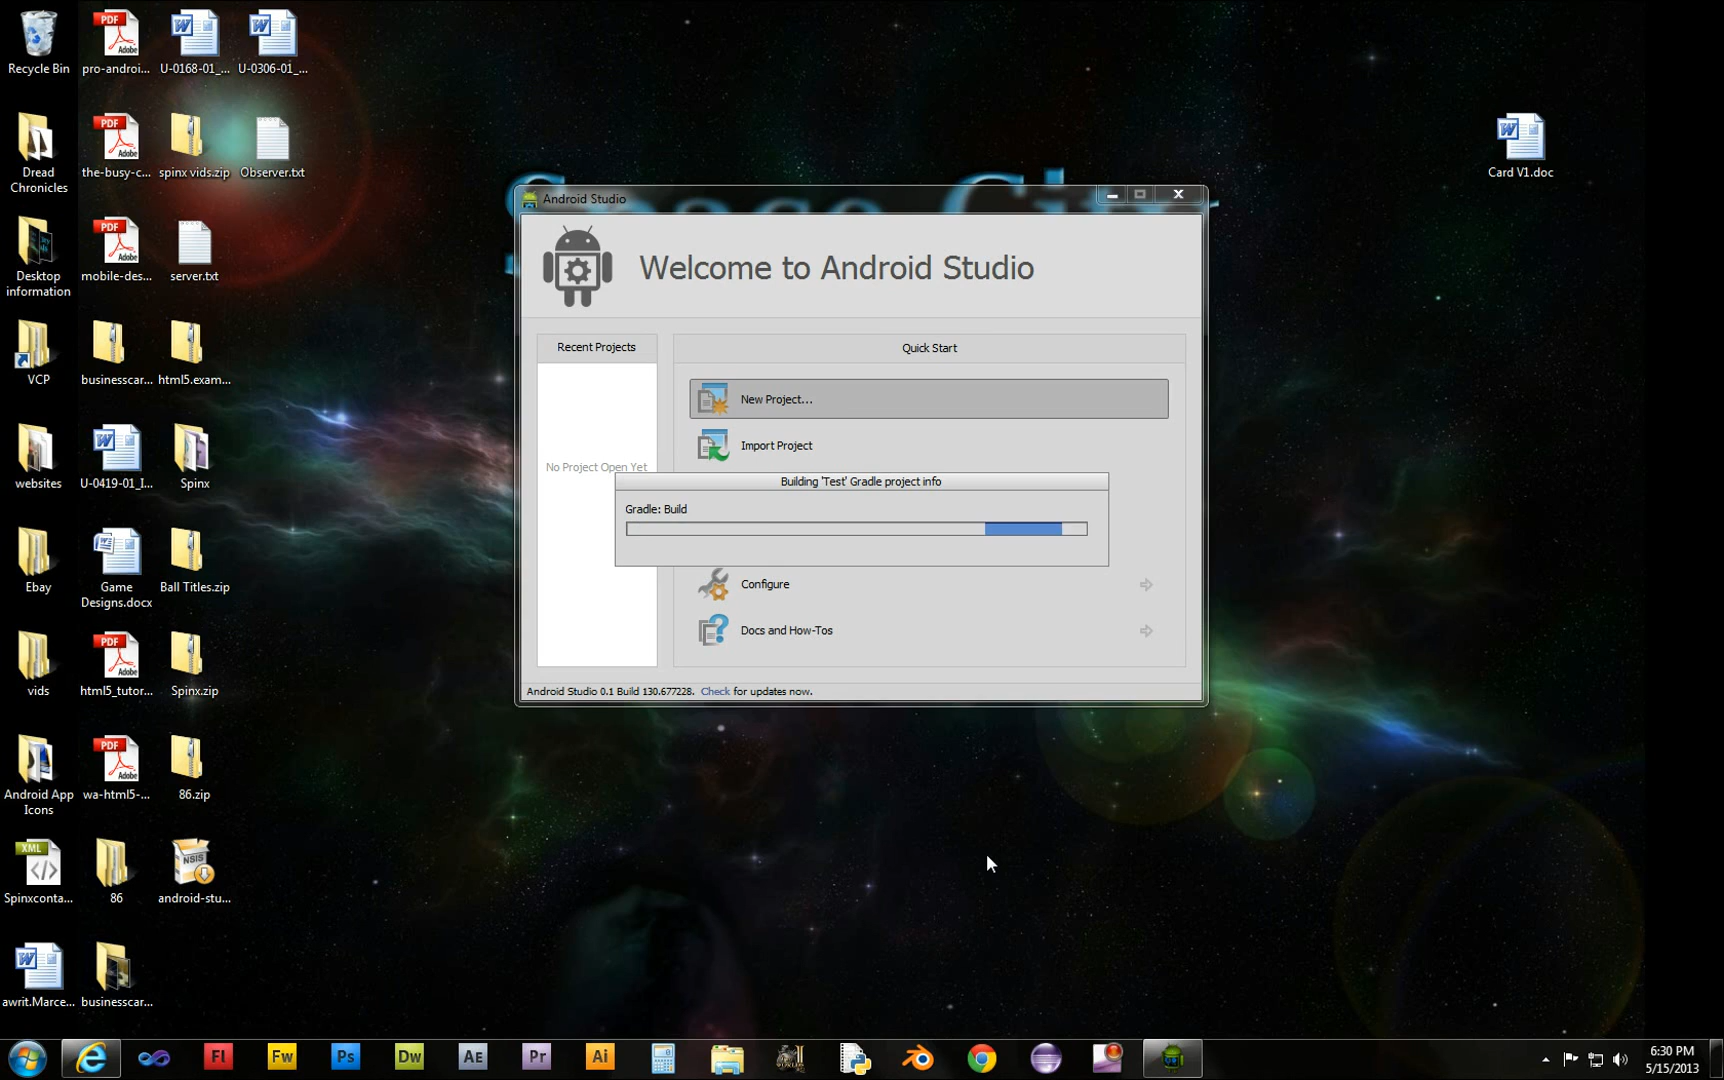 Recycle Bin
pro-androi...
U-0168-01_...
U-0306-01_...
Dread
Chronicles
the-busy-c...
spinx vids.zip
Observer.txt
Card V1.doc
Desktop
information
mobile-des...
server.txt
VCP
businesscar...
html5.exam...
websites
U-0419-01_I...
Spinx
Ebay
Game
Designs.docx
Ball Titles.zip
vids
html5_tutor...
Spinx.zip
Android App
Icons
wa-html5-...
86.zip
Spinxconta...
86
android-stu...
awrit.Marce...
businesscar...
Android Studio
Welcome to Android Studio
Recent Projects
No Project Open Yet
Quick Start
New Project...
Import Project
Building 'Test' Gradle project info
Gradle: Build
Configure
Docs and How-Tos
Android Studio 0.1 Build 130.677228. Check for updates now.
Fl
Fw
Ps
Dw
AE
Pr
Ai
6:30 PM
5/15/2013
PDF
Adobe
XML
NSIS